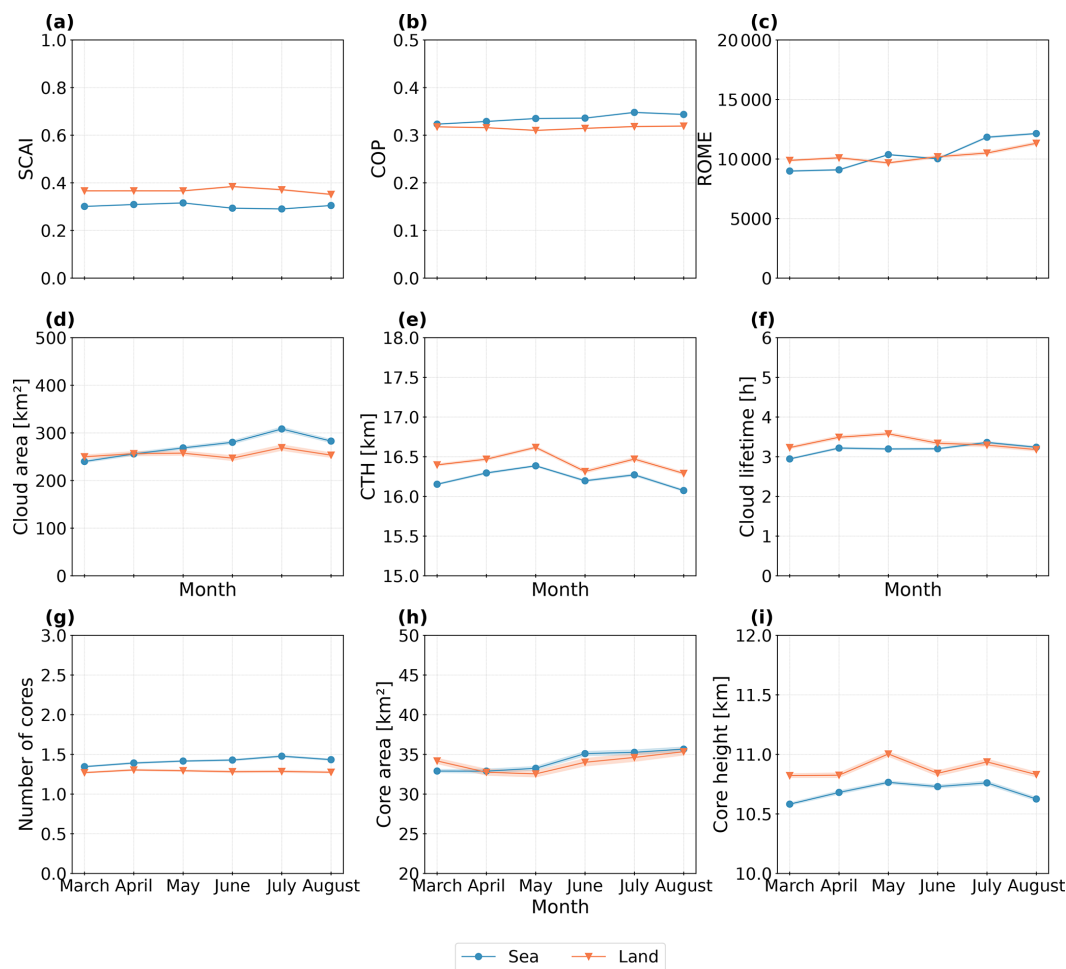 (a)
(b)
(c)
1.0
0.8
0.6
0.4
0.2
0.0
SCAI
0.5
0.4
0.3
0.2
0.1
0.0
COP
20 000
15 000
10 000
5000
0
ROME
(d)
(e)
(f)
500
400
300
200
100
0
Cloud area [km²]
Month
18.0
17.5
17.0
16.5
16.0
15.5
15.0
CTH [km]
Month
6
5
4
3
2
1
0
Cloud lifetime [h]
Month
(g)
(h)
(i)
3.0
2.5
2.0
1.5
1.0
0.5
0.0
Number of cores
March April May June July August
50
45
40
35
30
25
20
Core area [km²]
March April May June July August
Month
12.0
11.5
11.0
10.5
10.0
Core height [km]
March April May June July August
Sea Land